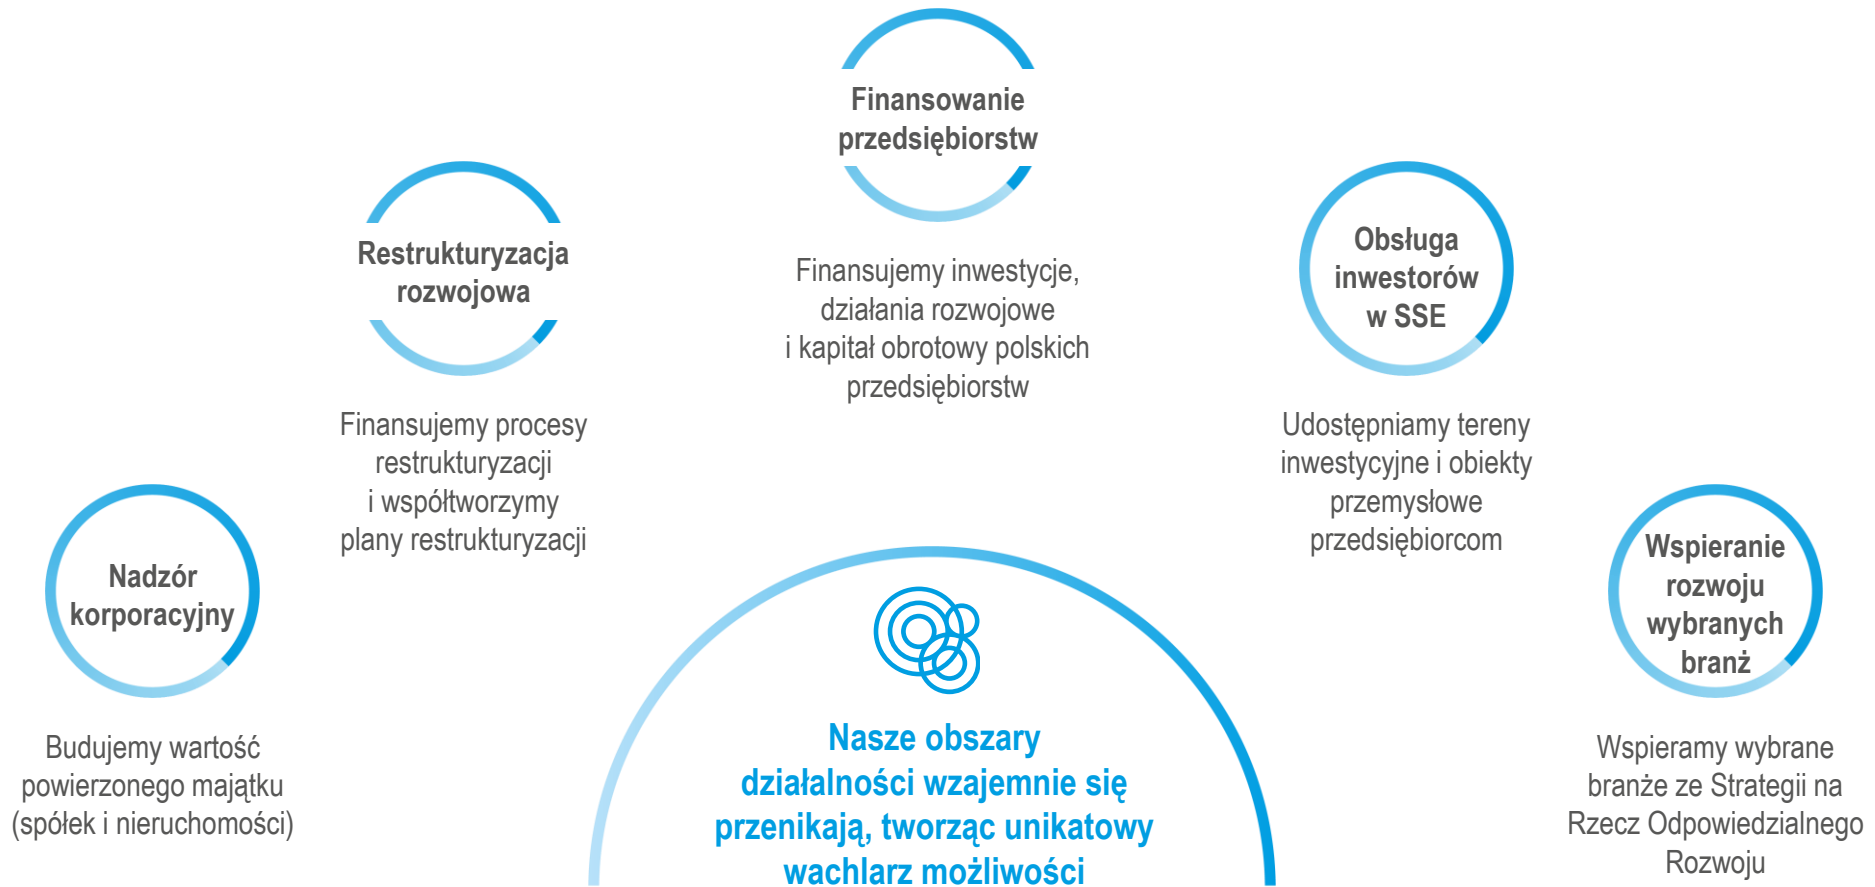 Finansowanie
przedsiębiorstw
Finansujemy inwestycje,
działania rozwojowe
i kapitał obrotowy polskich
przedsiębiorstw
Restrukturyzacja
rozwojowa
Finansujemy procesy
restrukturyzacji
i współtworzymy
plany restrukturyzacji
Obsługa
inwestorów
w SSE
Udostępniamy tereny
inwestycyjne i obiekty
przemysłowe
przedsiębiorcom
Nadzór
korporacyjny
Budujemy wartość
powierzonego majątku
(spółek i nieruchomości)
Wspieranie
rozwoju
wybranych
branż
Wspieramy wybrane
branże ze Strategii na
Rzecz Odpowiedzialnego
Rozwoju
Nasze obszary
działalności wzajemnie się
przenikają, tworząc unikatowy
wachlarz możliwości